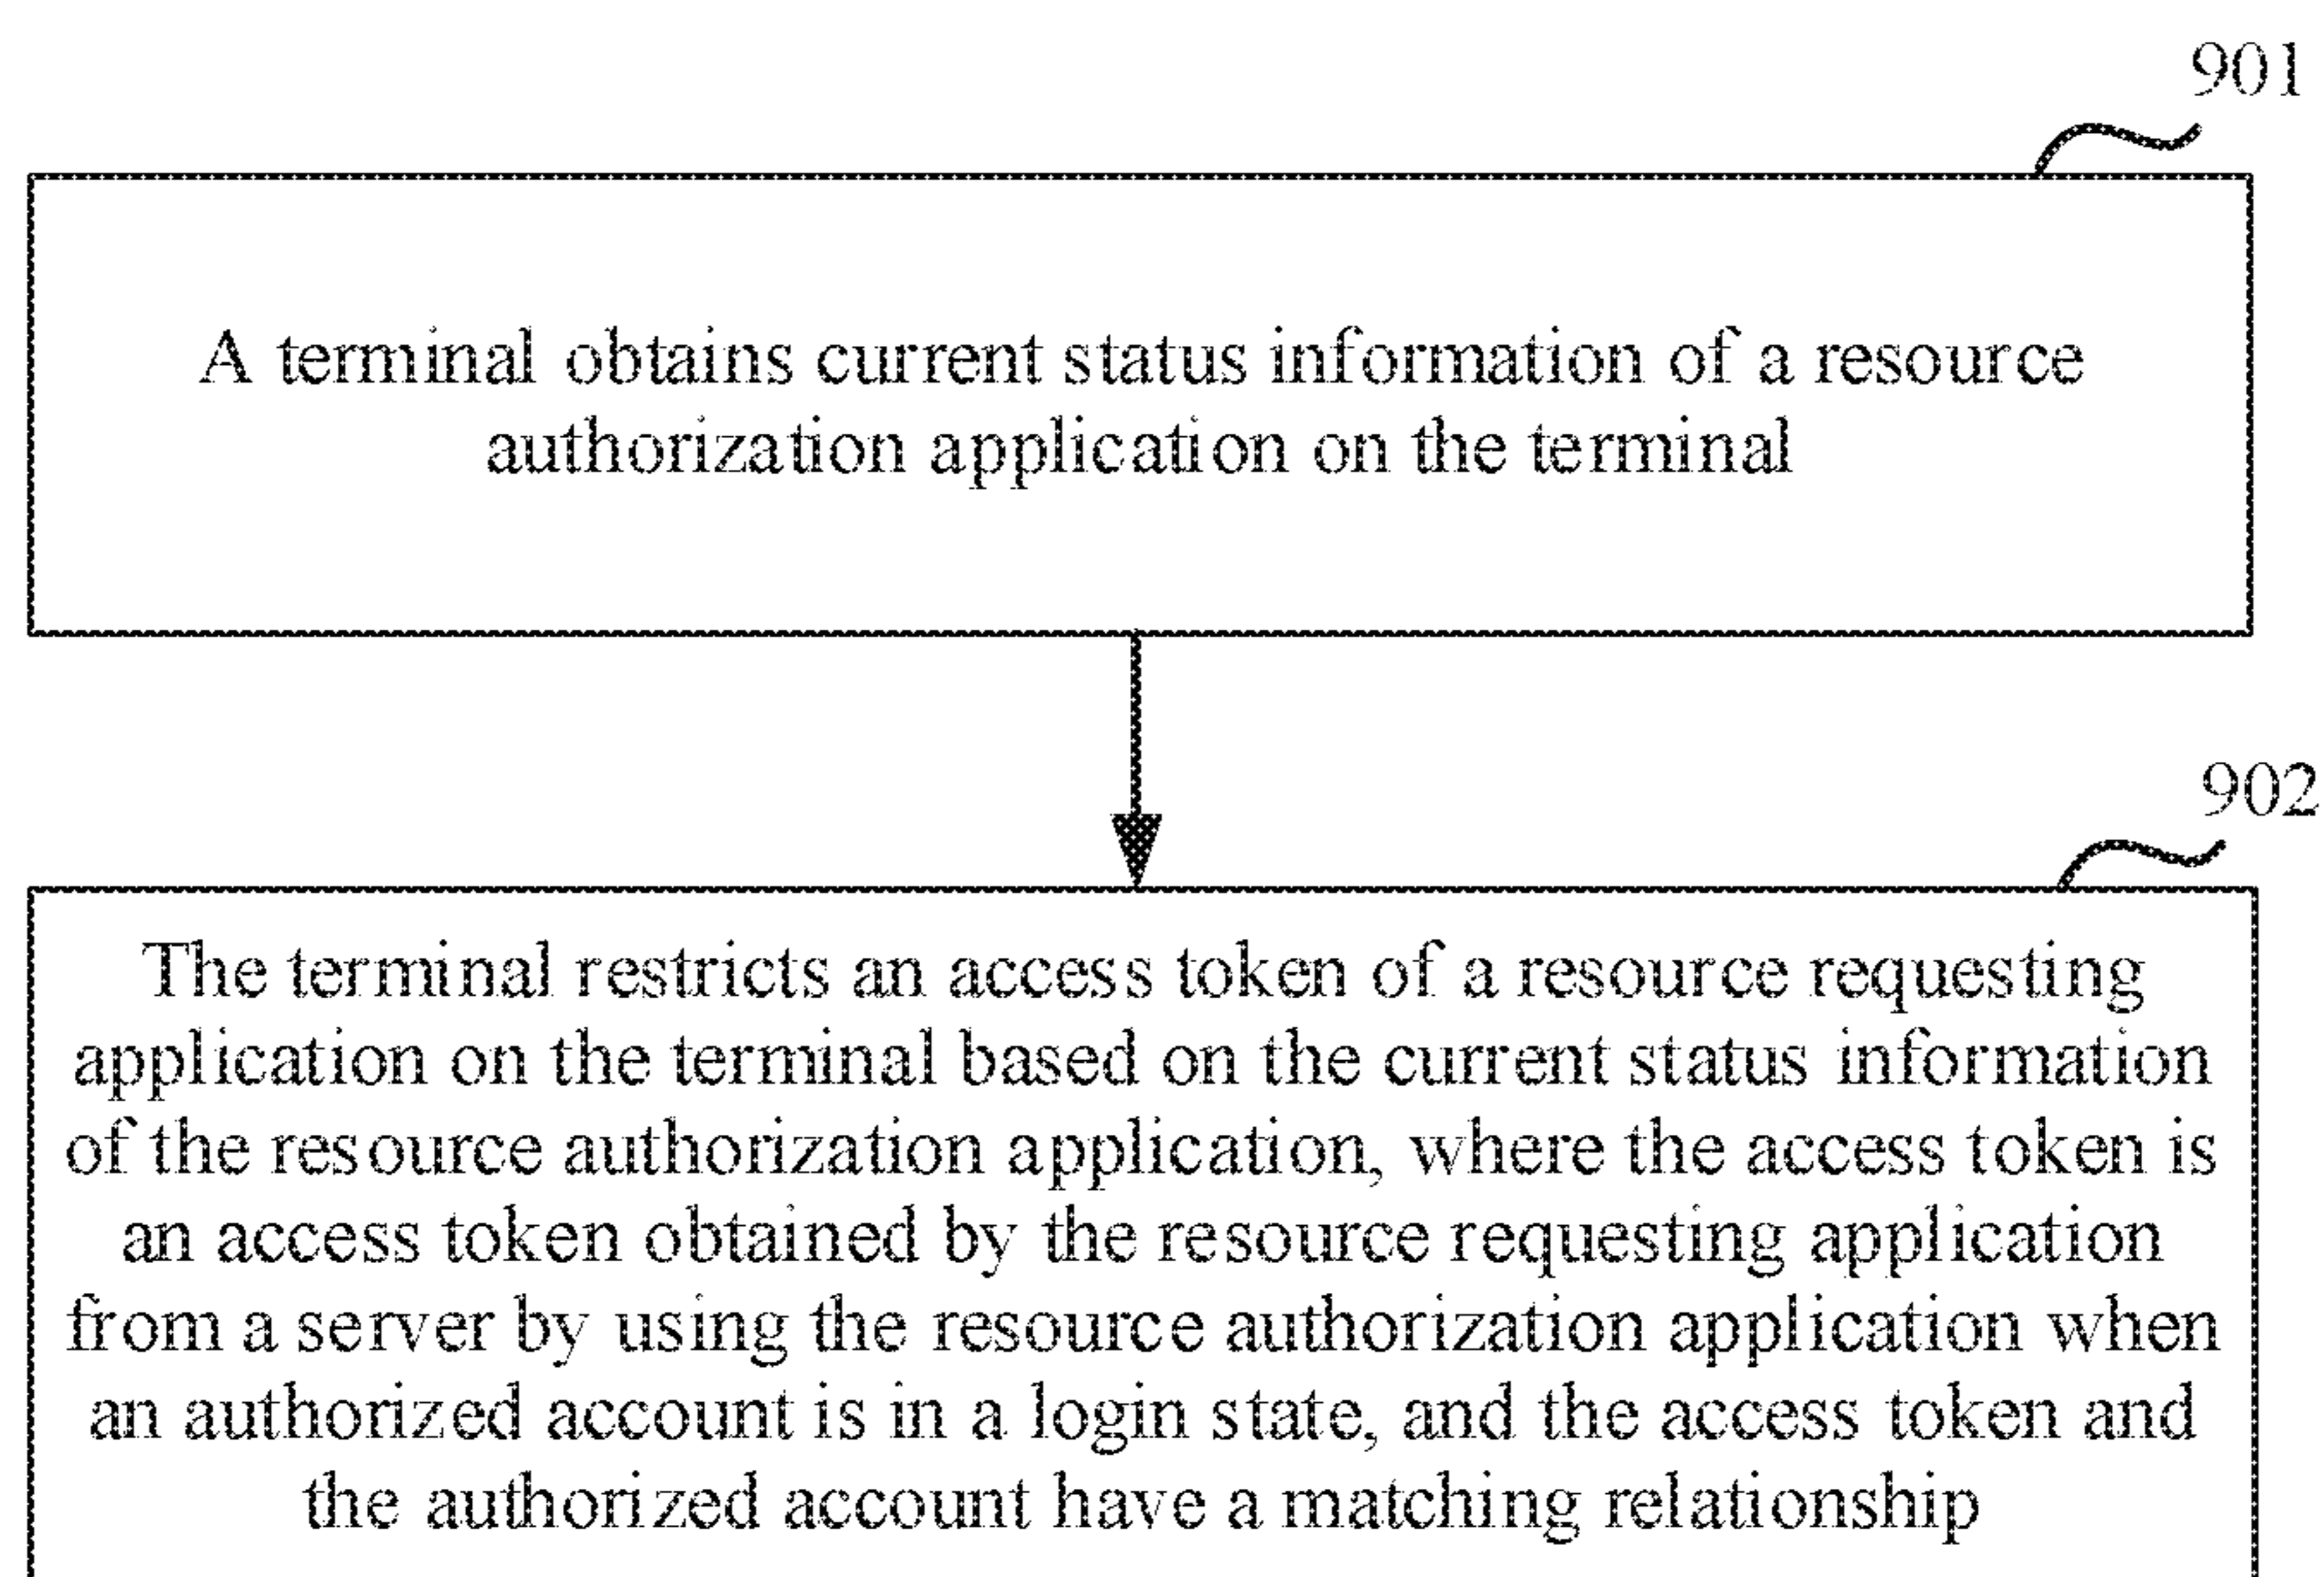 901
A terminal obtains current status information of a resource
authorization application on the terminal
902
The terminal restricts an access token of a resource requesting
application on the terminal based on the current status information
of the resource authorization application, where the access token is
an access token obtained by the resource requesting application
from a server by using the resource authorization application when
an authorized account is in a login state, and the access token and
the authorized account have a matching relationship